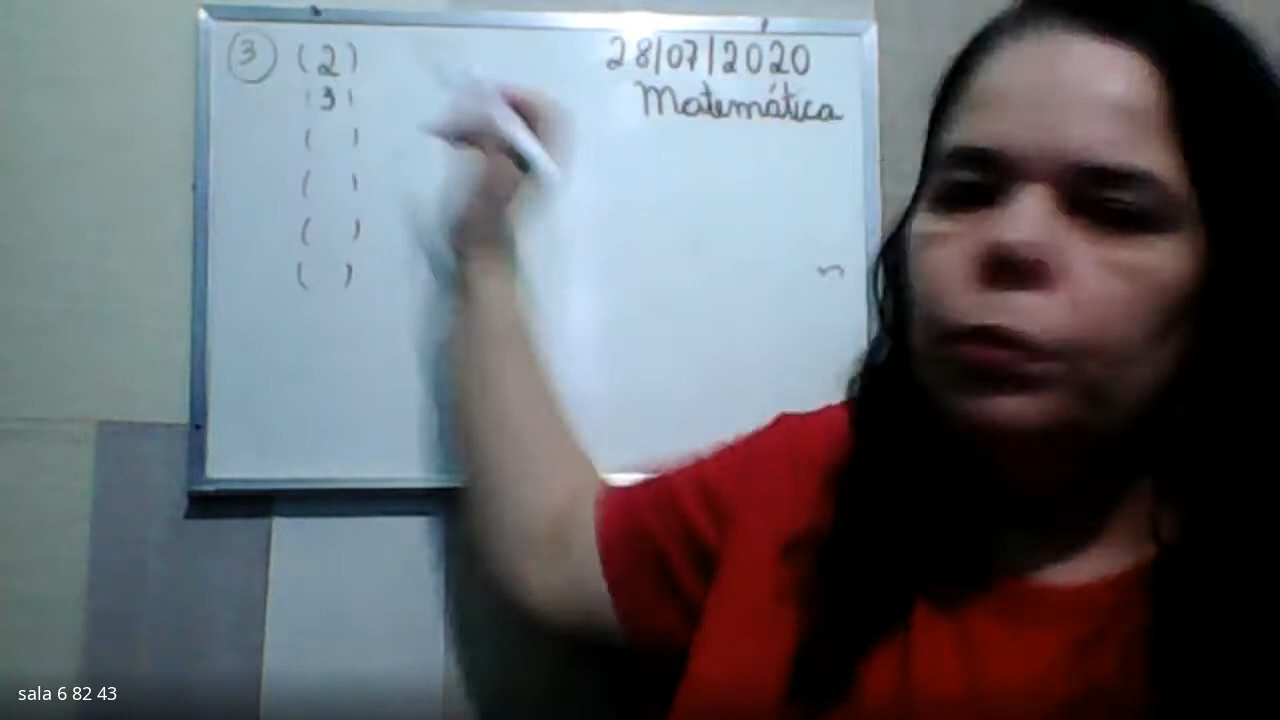 3 (2) 28/07/2020
(3) Matemática
( )
( )
( )
( )
sala 6 82 43